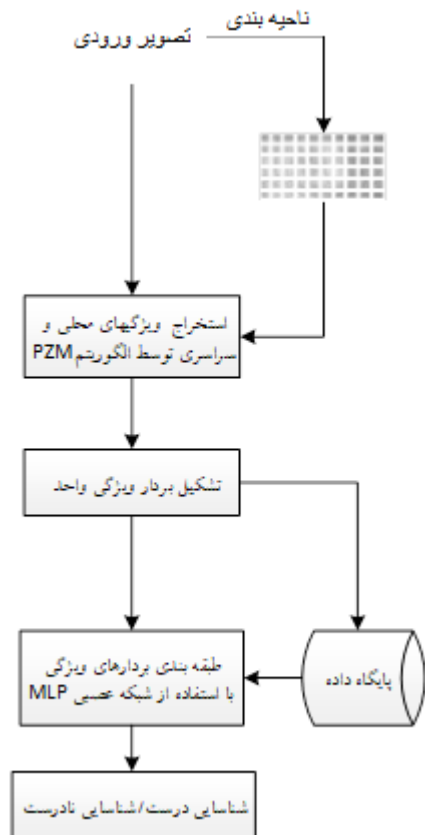 ناحیه بندی
تصویر ورودی
استخراج ویژگیهای محلی و
سراسری توسط الگوریتم PZM
تشکیل بردار ویژگی واحد
طبقه بندی بردارهای ویژگی
با استفاده از شبکه عصبی MLP
پایگاه داده
شناسایی درست/شناسایی نادرست